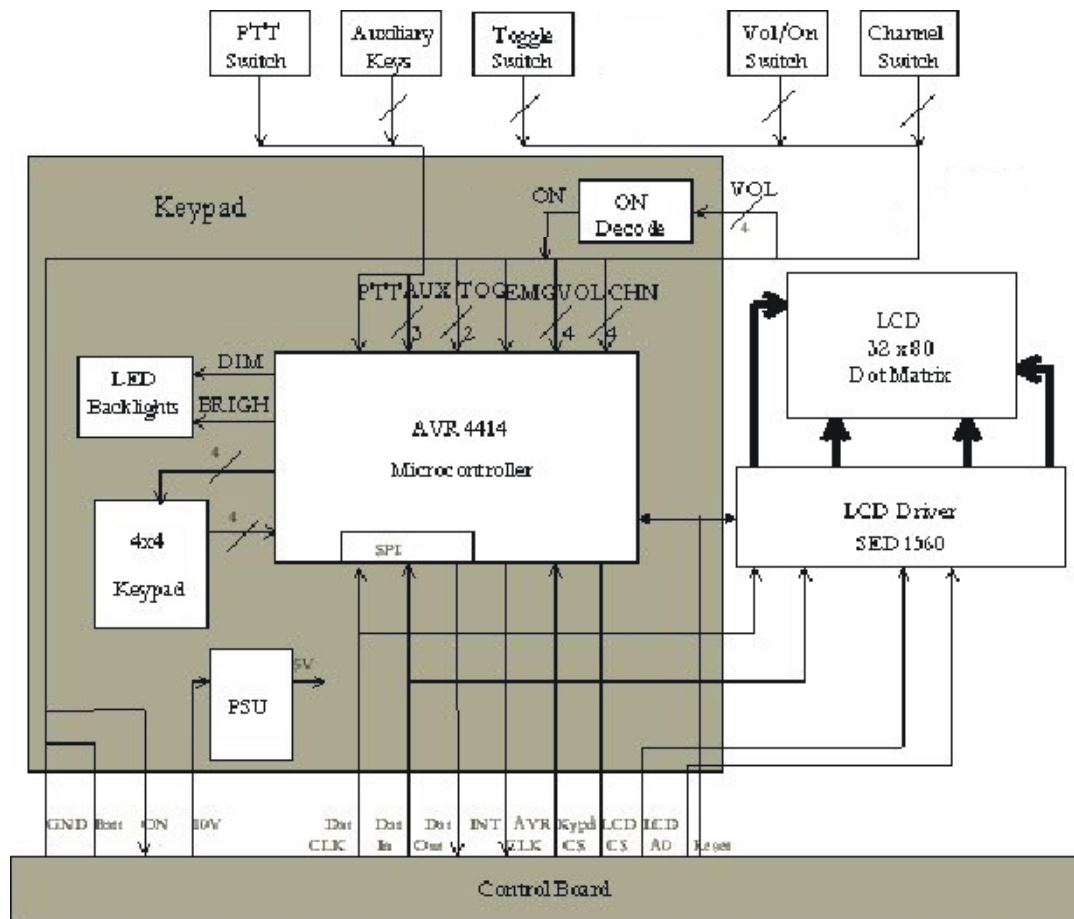 PTT Switch
Auxiliary Keys
Toggle Switch
Vol/On Switch
Channel Switch
Keypad
ON
ON Decode
VOL
4
PTT
AUX
TOG
EMG
VOL
CHN
3
2
4
4
LCD
32 x 80
Dot Matrix
DIM
LED
Backlights
BRIGH
AVR 4414
Microcontroller
4
4
4x4
Keypad
SPI
LCD Driver
SED 1560
5V
PSU
GND
Batt
ON
10V
Dat CLK
Dat In
Dat Out
INT
AVR CLK
Kypd CS
LCD CS
LCD A0
Reset
Control Board